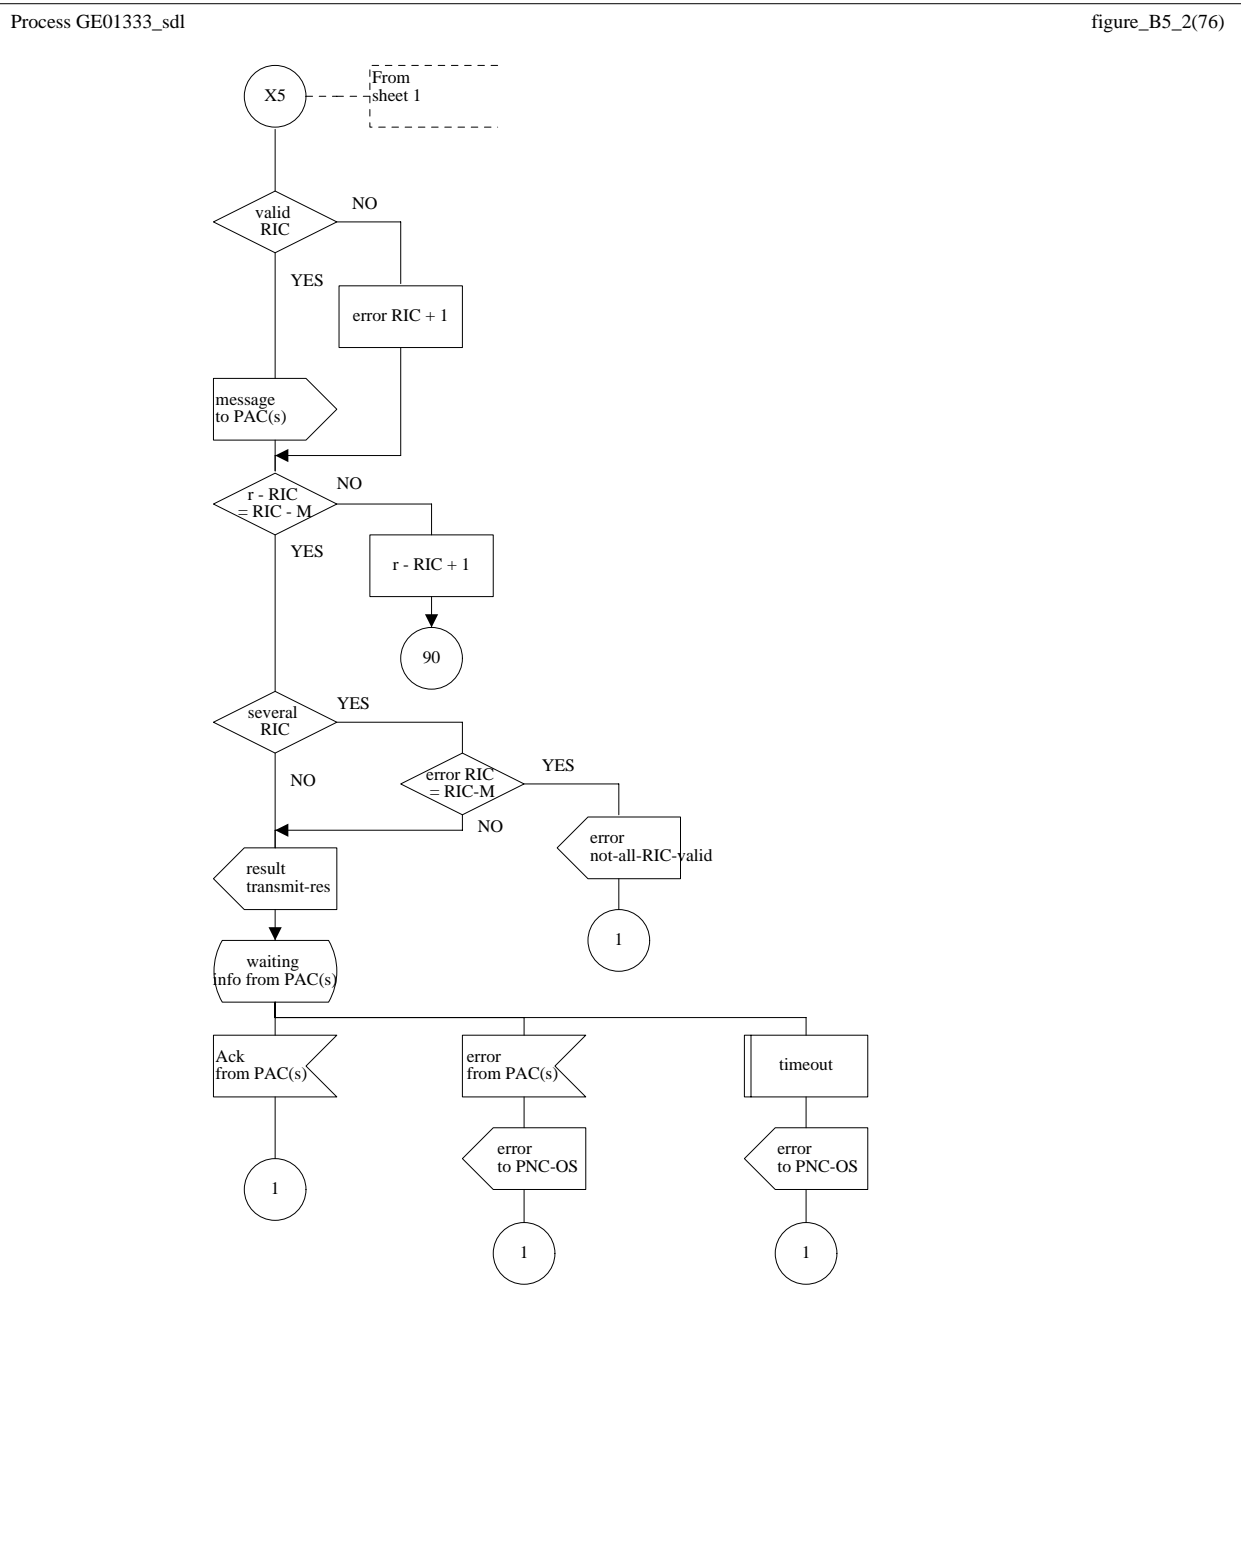 Process GE01333_sdl
figure_B5_2(76)
X5
From
sheet 1
valid
RIC
NO
YES
error RIC + 1
message
to PAC(s)
r - RIC
= RIC - M
NO
YES
r - RIC + 1
90
several
RIC
YES
NO
error RIC
= RIC-M
YES
NO
error
not-all-RIC-valid
result
transmit-res
1
waiting
info from PAC(s)
Ack
from PAC(s)
error
from PAC(s)
timeout
error
to PNC-OS
error
to PNC-OS
1
1
1